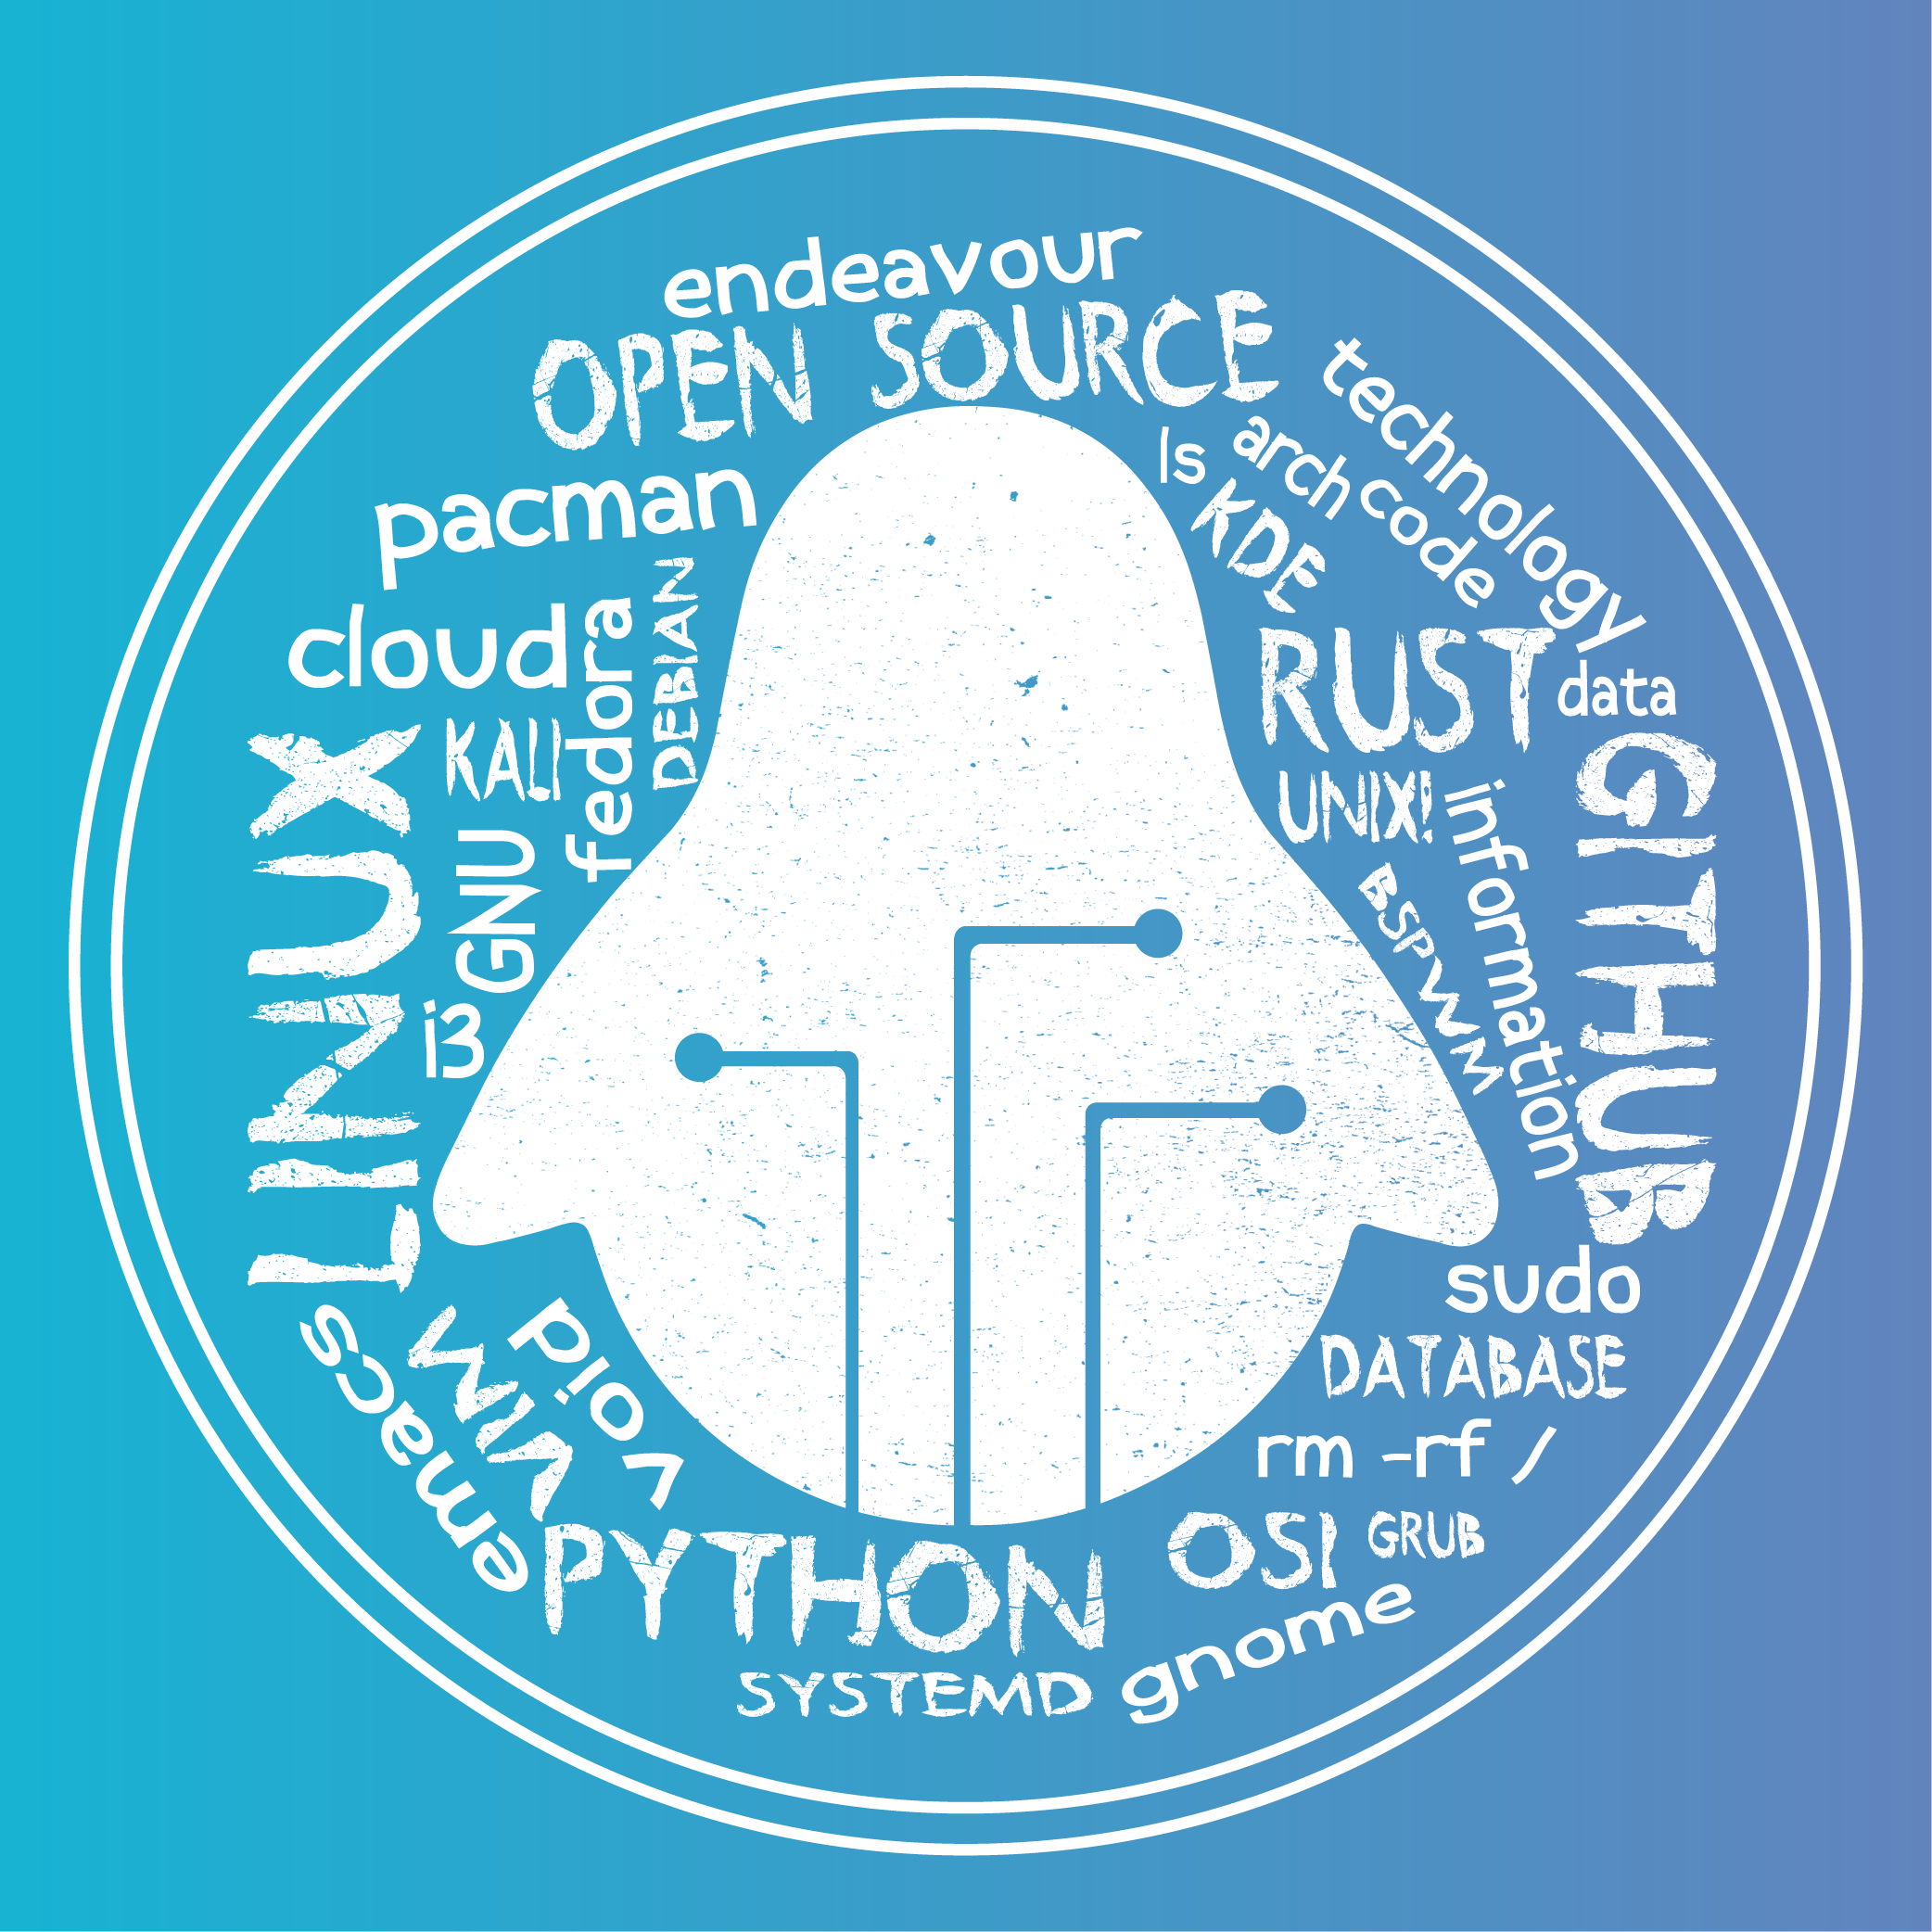 endeavour
OPEN SOURCE
technology
ls
arch code
KDE
pacman
DEBIAN
fedora
cloud
KALI
RUST
data
LINUX
GNU
i3
UNIX!
information
BSPWM
GITHUB
sudo
DATABASE
rm -rf /
emacs
VIM
void
PYTHON
OSI
GRUB
SYSTEMD
gnome